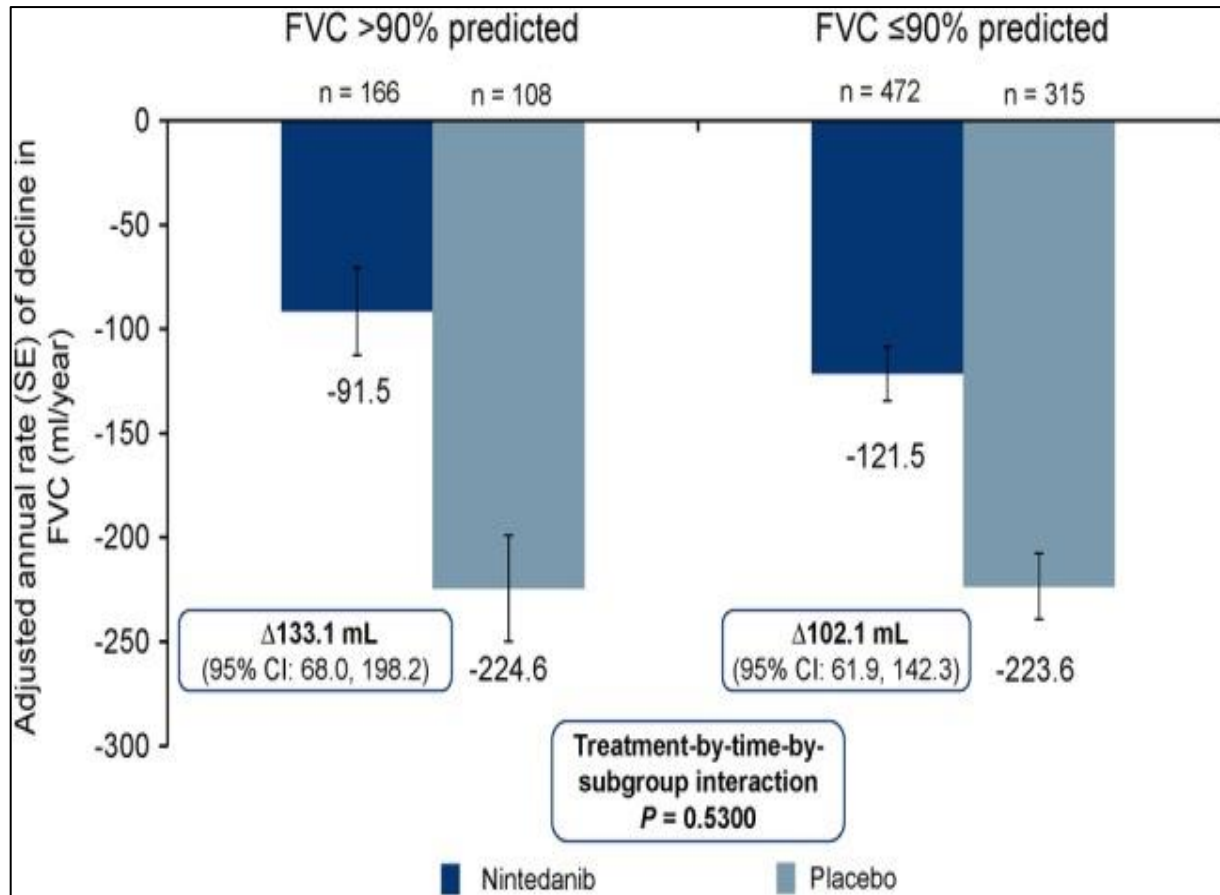 FVC >90% predicted
FVC ≤90% predicted
n = 166
n = 108
n = 472
n = 315
Adjusted annual rate (SE) of decline in
FVC (ml/year)
0
-50
-100
-150
-200
-250
-300
-91.5
-224.6
-121.5
-223.6
Δ133.1 mL
(95% CI: 68.0, 198.2)
Δ102.1 mL
(95% CI: 61.9, 142.3)
Treatment-by-time-by-
subgroup interaction
P = 0.5300
Nintedanib
Placebo